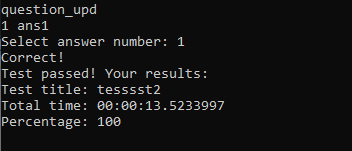 question_upd
1 ans1
Select answer number: 1
Correct!
Test passed! Your results:
Test title: tesssst2
Total time: 00:00:13.5233997
Percentage: 100